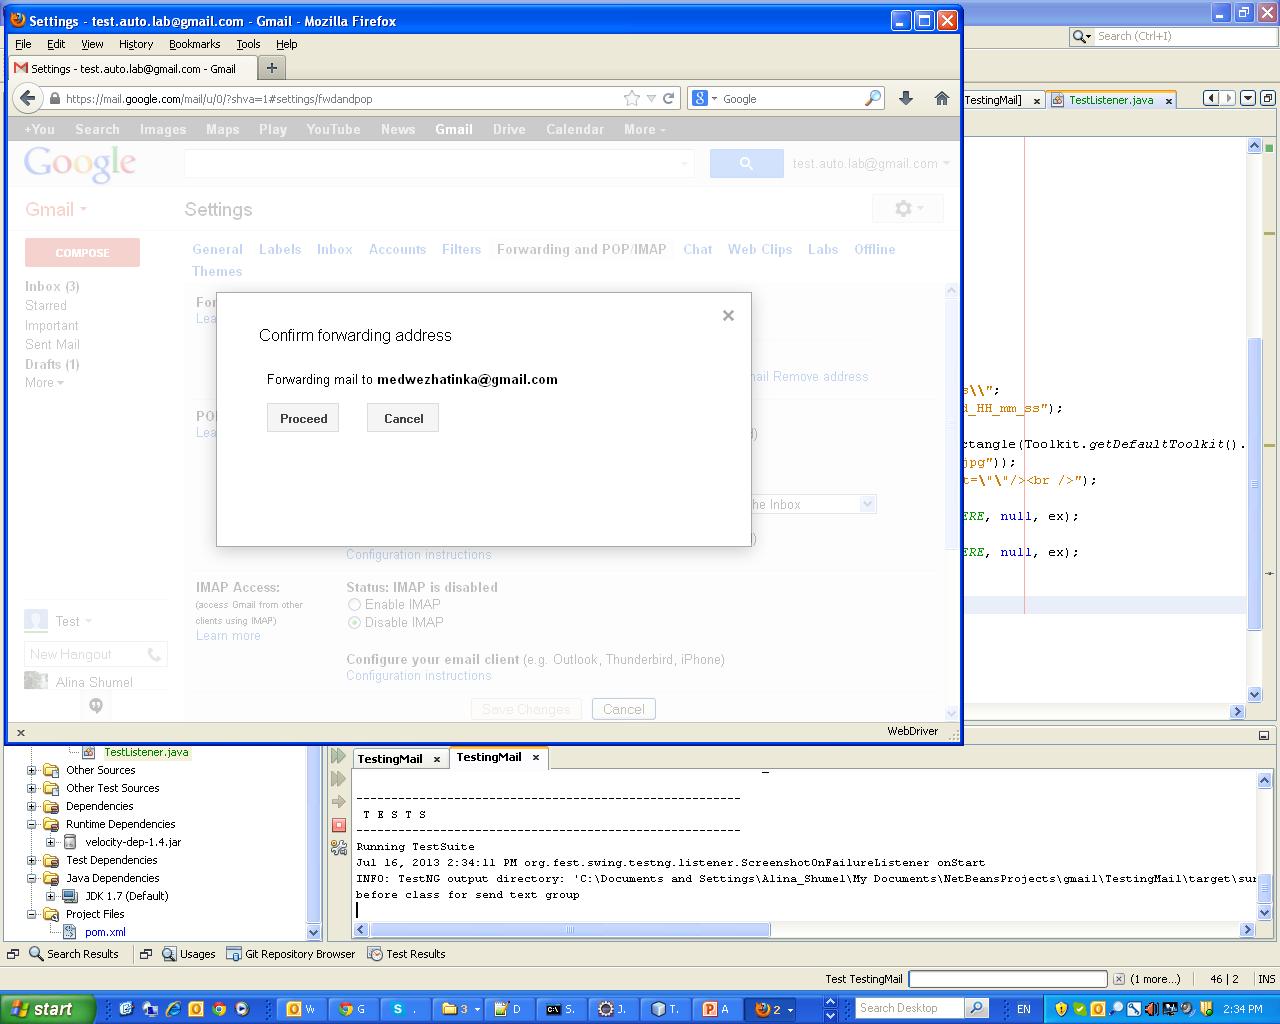 Settings - test.auto.lab@gmail.com - Gmail - Mozilla Firefox
File Edit View History Bookmarks Tools Help
Search (Ctrl+I)
Settings - test.auto.lab@gmail.com - Gmail
https://mail.google.com/mail/u/0/?shva=1#settings/fwdandpop
Google
TestingMail]
TestListener.java
+You Search Images Maps Play YouTube News Gmail Drive Calendar More
Google
test.auto.lab@gmail.com
Gmail
Settings
COMPOSE
General Labels Inbox Accounts Filters Forwarding and POP/IMAP Chat Web Clips Labs Offline
Themes
Inbox (3)
Starred
Important
Sent Mail
Drafts (1)
More
For
Lea
Confirm forwarding address
Forwarding mail to medwezhatinka@gmail.com
Proceed Cancel
ail Remove address
PO
Lea
he Inbox
Configuration instructions
IMAP Access:
(access Gmail from other
clients using IMAP)
Learn more
Status: IMAP is disabled
Enable IMAP
Disable IMAP
Configure your email client (e.g. Outlook, Thunderbird, iPhone)
Configuration instructions
Save Changes Cancel
Test
New Hangout
Alina Shumel
WebDriver
s\\";
d_HH_mm_ss");
ctangle(Toolkit.getDefaultToolkit().
jpg"));
t=\"\"/><br />");
ERE, null, ex);
ERE, null, ex);
TestListener.java
Other Sources
Other Test Sources
Dependencies
Runtime Dependencies
velocity-dep-1.4.jar
Test Dependencies
Java Dependencies
JDK 1.7 (Default)
Project Files
pom.xml
TestingMail TestingMail
-------------------------------------------------------
T E S T S
-------------------------------------------------------
Running TestSuite
Jul 16, 2013 2:34:11 PM org.fest.swing.testng.listener.ScreenshotOnFailureListener onStart
INFO: TestNG output directory: 'C:\Documents and Settings\Alina_Shumel\My Documents\NetBeansProjects\gmail\TestingMail\target\sur
before class for send text group
Search Results Usages Git Repository Browser Test Results
Test TestingMail (1 more...) 46 | 2 INS
start W G S . 3 D S. J. T. A 2 Search Desktop EN 2:34 PM